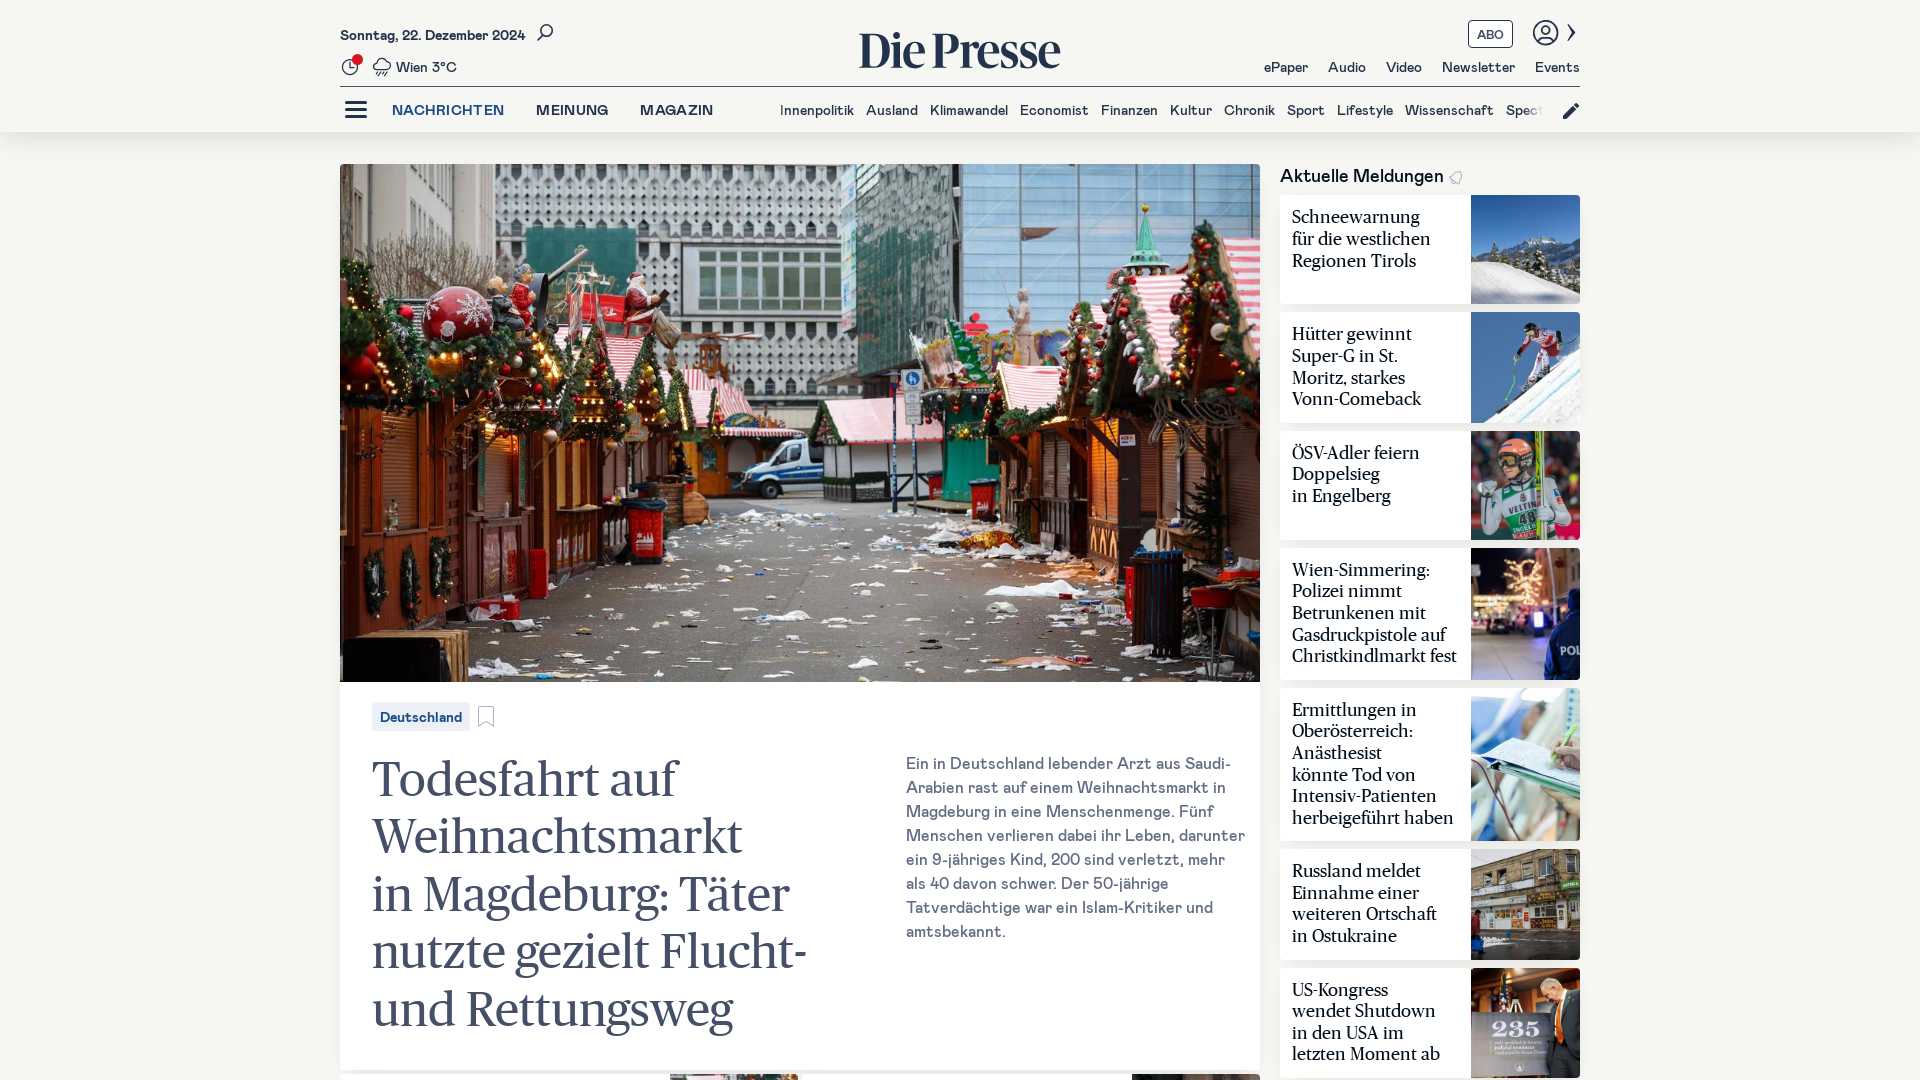 Sonntag, 22. Dezember 2024
Wien 3°C
Die Presse
ABO
ePaper Audio Video Newsletter Events
NACHRICHTEN MEINUNG MAGAZIN
Innenpolitik Ausland Klimawandel Economist Finanzen Kultur Chronik Sport Lifestyle Wissenschaft Spect
Deutschland
Todesfahrt auf
Weihnachtsmarkt
in Magdeburg: Täter
nutzte gezielt Flucht-
und Rettungsweg
Ein in Deutschland lebender Arzt aus Saudi-
Arabien rast auf einem Weihnachtsmarkt in
Magdeburg in eine Menschenmenge. Fünf
Menschen verlieren dabei ihr Leben, darunter
ein 9-jähriges Kind, 200 sind verletzt, mehr
als 40 davon schwer. Der 50-jährige
Tatverdächtige war ein Islam-Kritiker und
amtsbekannt.
Aktuelle Meldungen
Schneewarnung
für die westlichen
Regionen Tirols
Hütter gewinnt
Super-G in St.
Moritz, starkes
Vonn-Comeback
ÖSV-Adler feiern
Doppelsieg
in Engelberg
VELTINS
48
Wien-Simmering:
Polizei nimmt
Betrunkenen mit
Gasdruckpistole auf
Christkindlmarkt fest
POL
Ermittlungen in
Oberösterreich:
Anästhesist
könnte Tod von
Intensiv-Patienten
herbeigeführt haben
Russland meldet
Einnahme einer
weiteren Ortschaft
in Ostukraine
US-Kongress
wendet Shutdown
in den USA im
letzten Moment ab
235